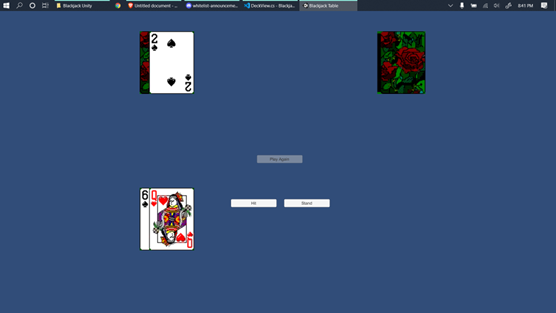 Blackjack Unity
Untitled document - ...
whitelist-announceme...
DeckView.cs - Blackja...
Blackjack Table
8:41 PM
2
2
Play Again
6
Q
Hit
Stand
Q